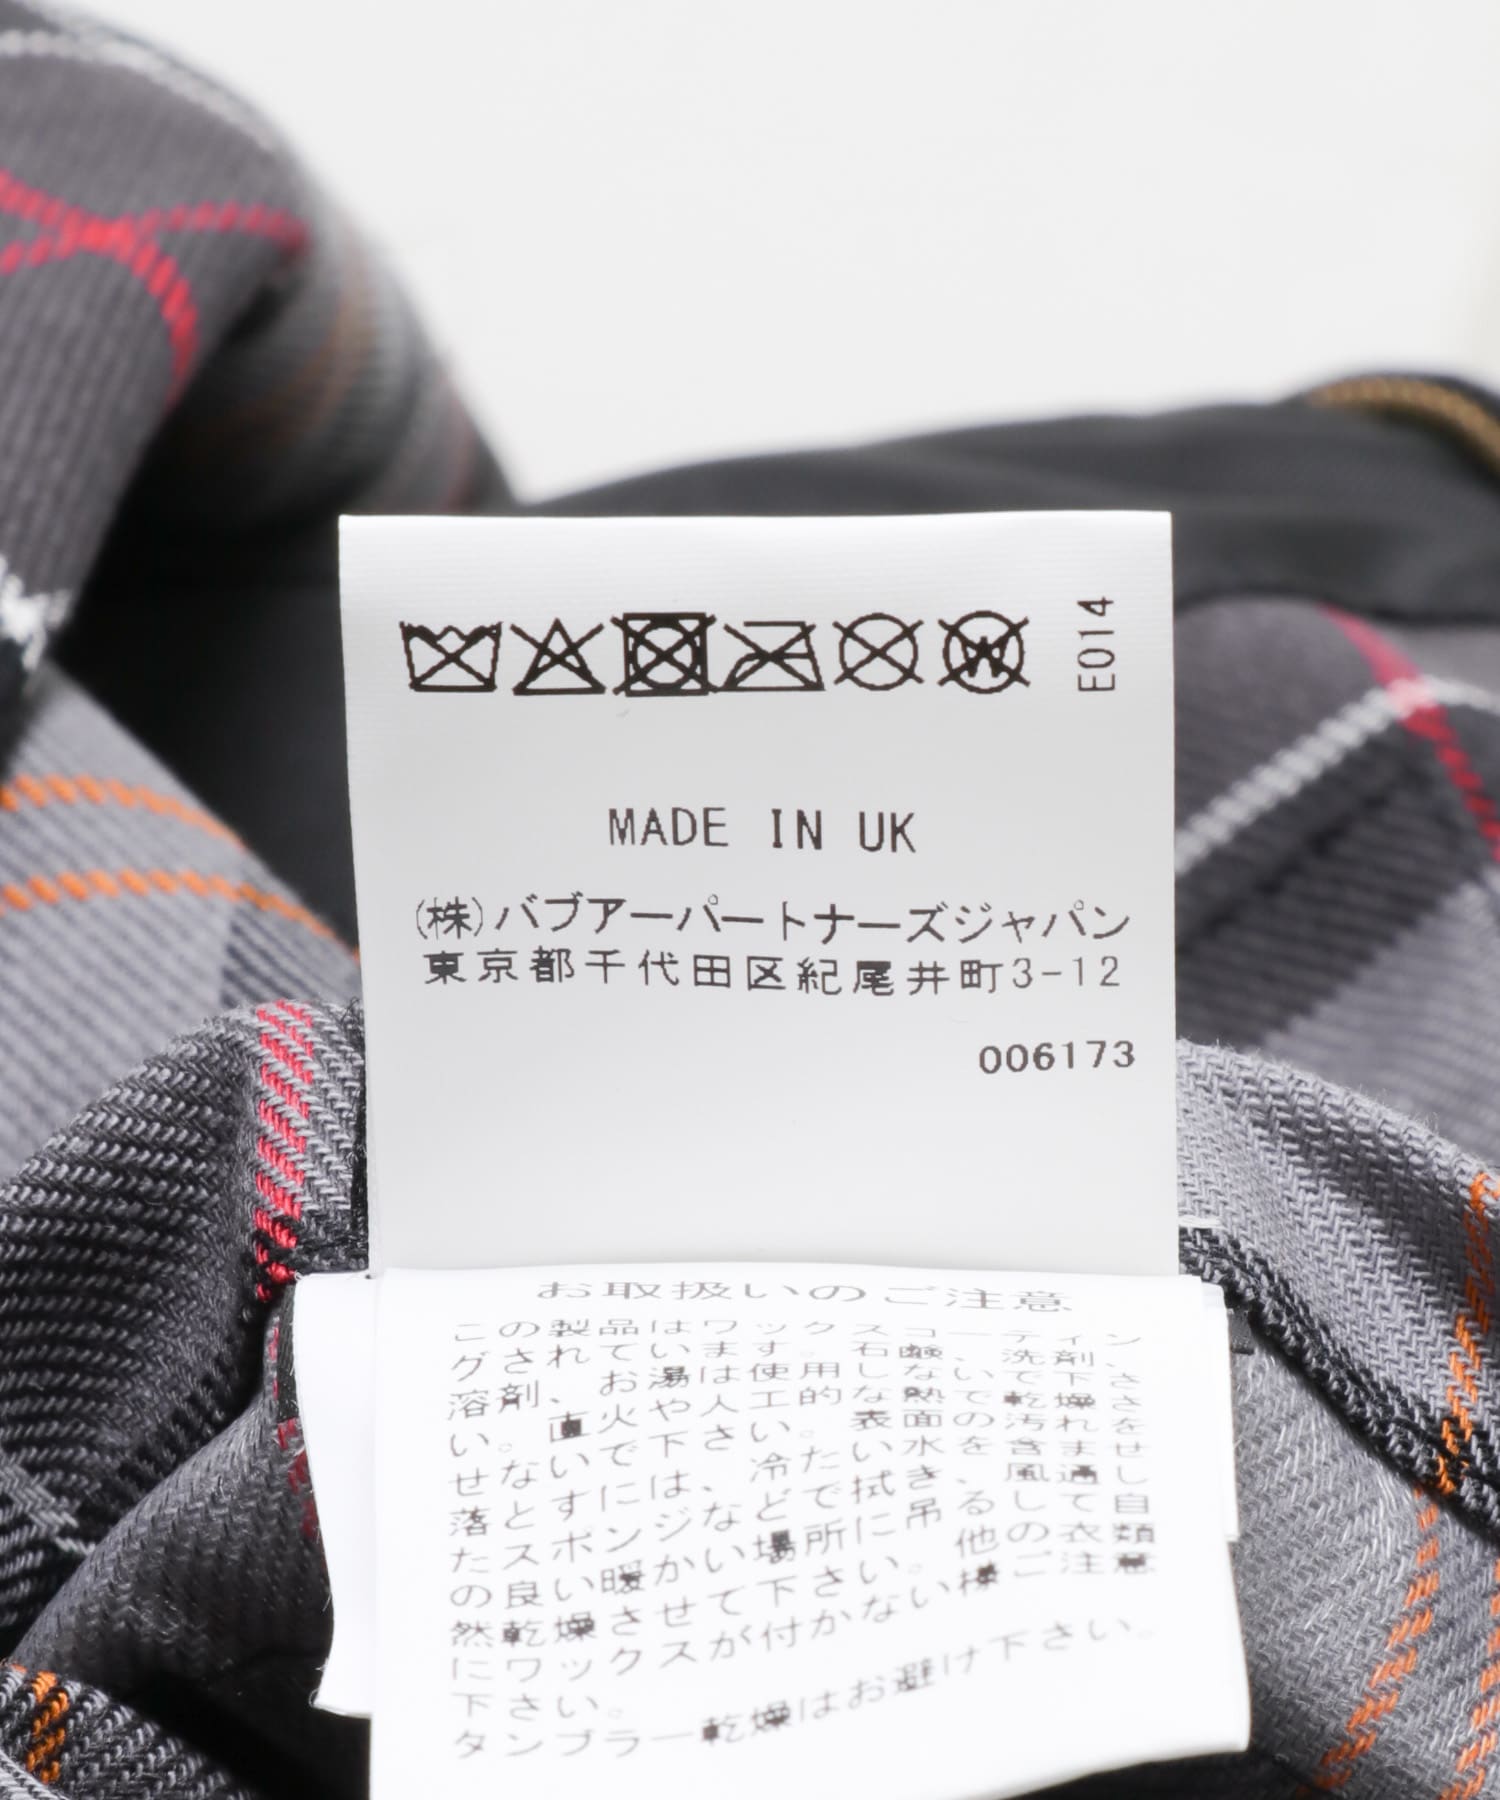 E014
MADE IN UK
(株)バブアーパートナーズジャパン
東京都千代田区紀尾井町3-12
006173
お取扱いのご注意
この製品はワックスコーティン
グされています。石鹸、洗剤、
溶剤、お湯は使用しないで下さ
い。直火や人工的な熱で乾燥さ
せないで下さい。表面の汚れを
落とすには、冷たい水を含ませ
たスポンジなどで拭き、風通し
の良い暖かい場所に吊るして自
然乾燥させて下さい。他の衣類
にワックスが付かない様ご注意
下さい。
タンブラー乾燥はお避け下さい。